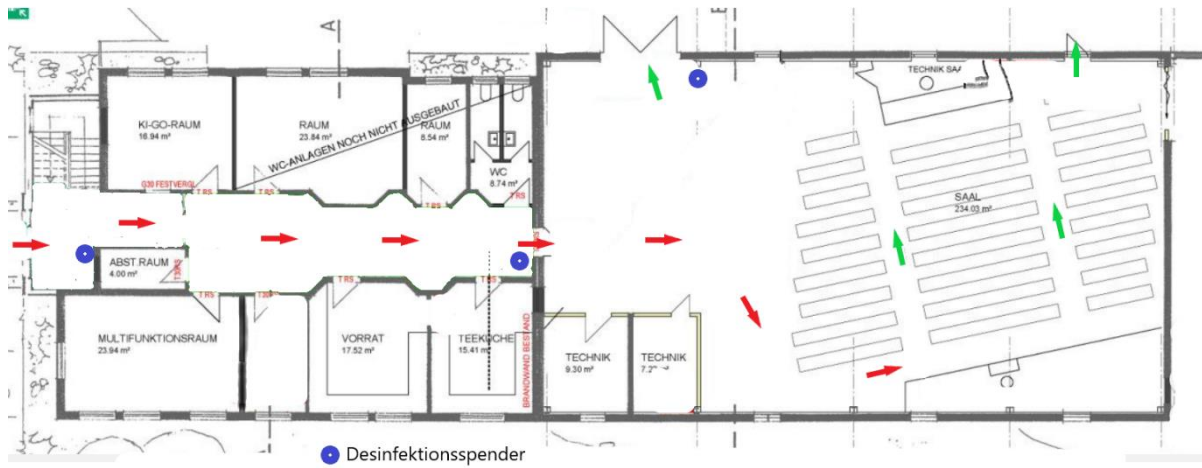 A
KI-GO-RAUM
16.94 m²
RAUM
23.84 m²
RAUM
8.54 m²
WC-ANLAGEN NOCH NICHT AUSGEBAUT
WC
8.74 m²
TECHNIK
SAAL
234.03 m²
G30 FESTVERGL
T RS
T RS
T RS
T RS
ABST.RAUM
4.00 m²
T RS
T RS
T RS
MULTIFUNKTIONSRAUM
23.94 m²
VORRAT
17.52 m²
TEEKÜCHE
15.41 m²
BRANDWAND BESTAND
TECHNIK
9.30 m²
TECHNIK
Desinfektionsspender